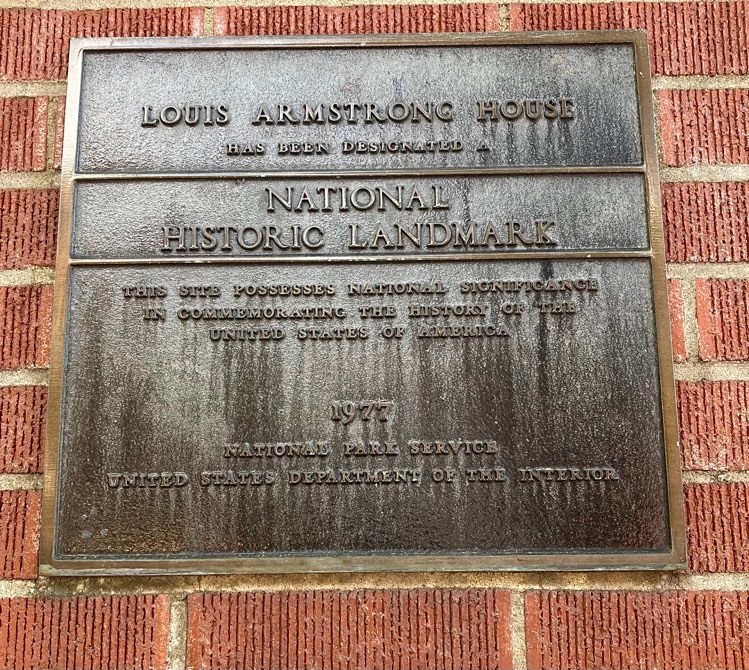 LOUIS ARMSTRONG HOUSE
HAS BEEN DESIGNATED A
NATIONAL
HISTORIC LANDMARK
THIS SITE POSSESSES NATIONAL SIGNIFICANCE
IN COMMEMORATING THE HISTORY OF THE
UNITED STATES OF AMERICA
1977
NATIONAL PARK SERVICE
UNITED STATES DEPARTMENT OF THE INTERIOR